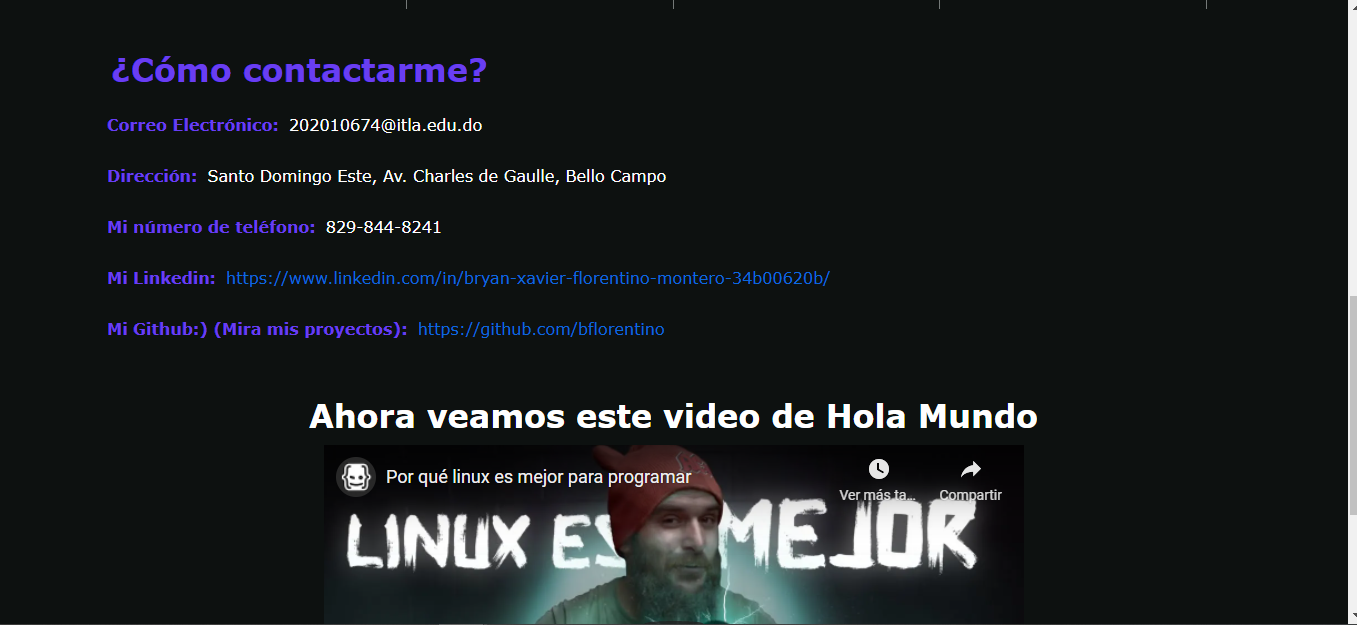 ¿Cómo contactarme?
Correo Electrónico: 202010674@itla.edu.do
Dirección: Santo Domingo Este, Av. Charles de Gaulle, Bello Campo
Mi número de teléfono: 829-844-8241
Mi Linkedin: https://www.linkedin.com/in/bryan-xavier-florentino-montero-34b00620b/
Mi Github:) (Mira mis proyectos): https://github.com/bflorentino
Ahora veamos este video de Hola Mundo
Por qué linux es mejor para programar
Ver más ta... Compartir
LINUX ES MEJOR